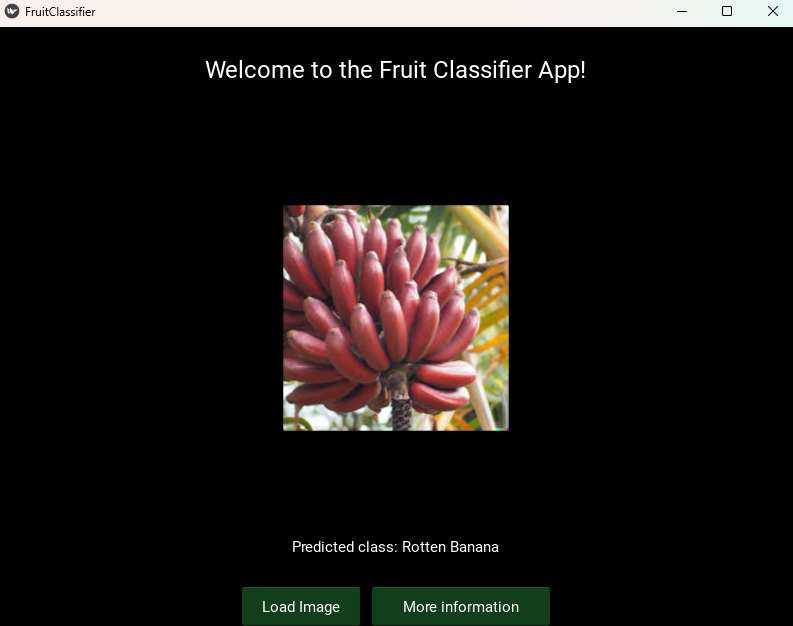 FruitClassifier
Welcome to the Fruit Classifier App!
Predicted class: Rotten Banana
Load Image
More information